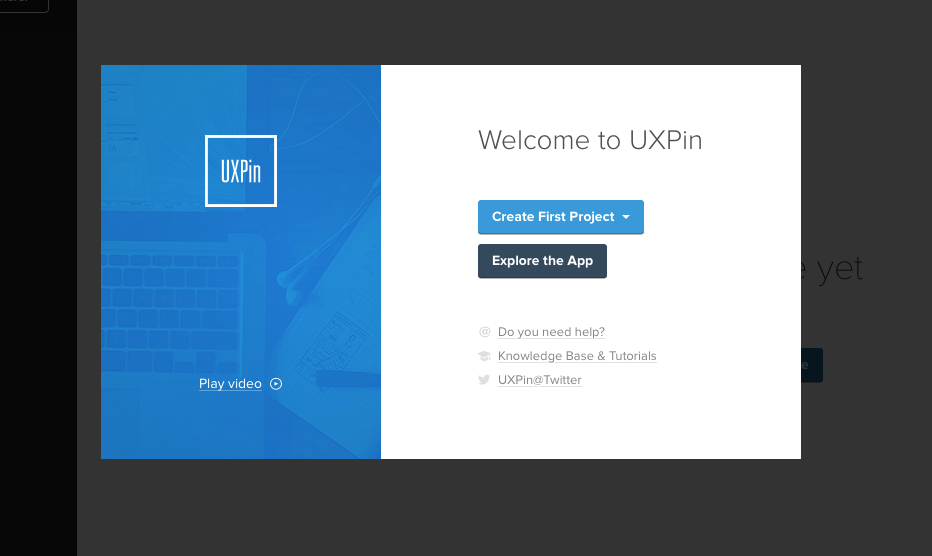 UXPin
Play video
Welcome to UXPin
Create First Project
Explore the App
@ Do you need help?
Knowledge Base & Tutorials
UXPin@Twitter
yet